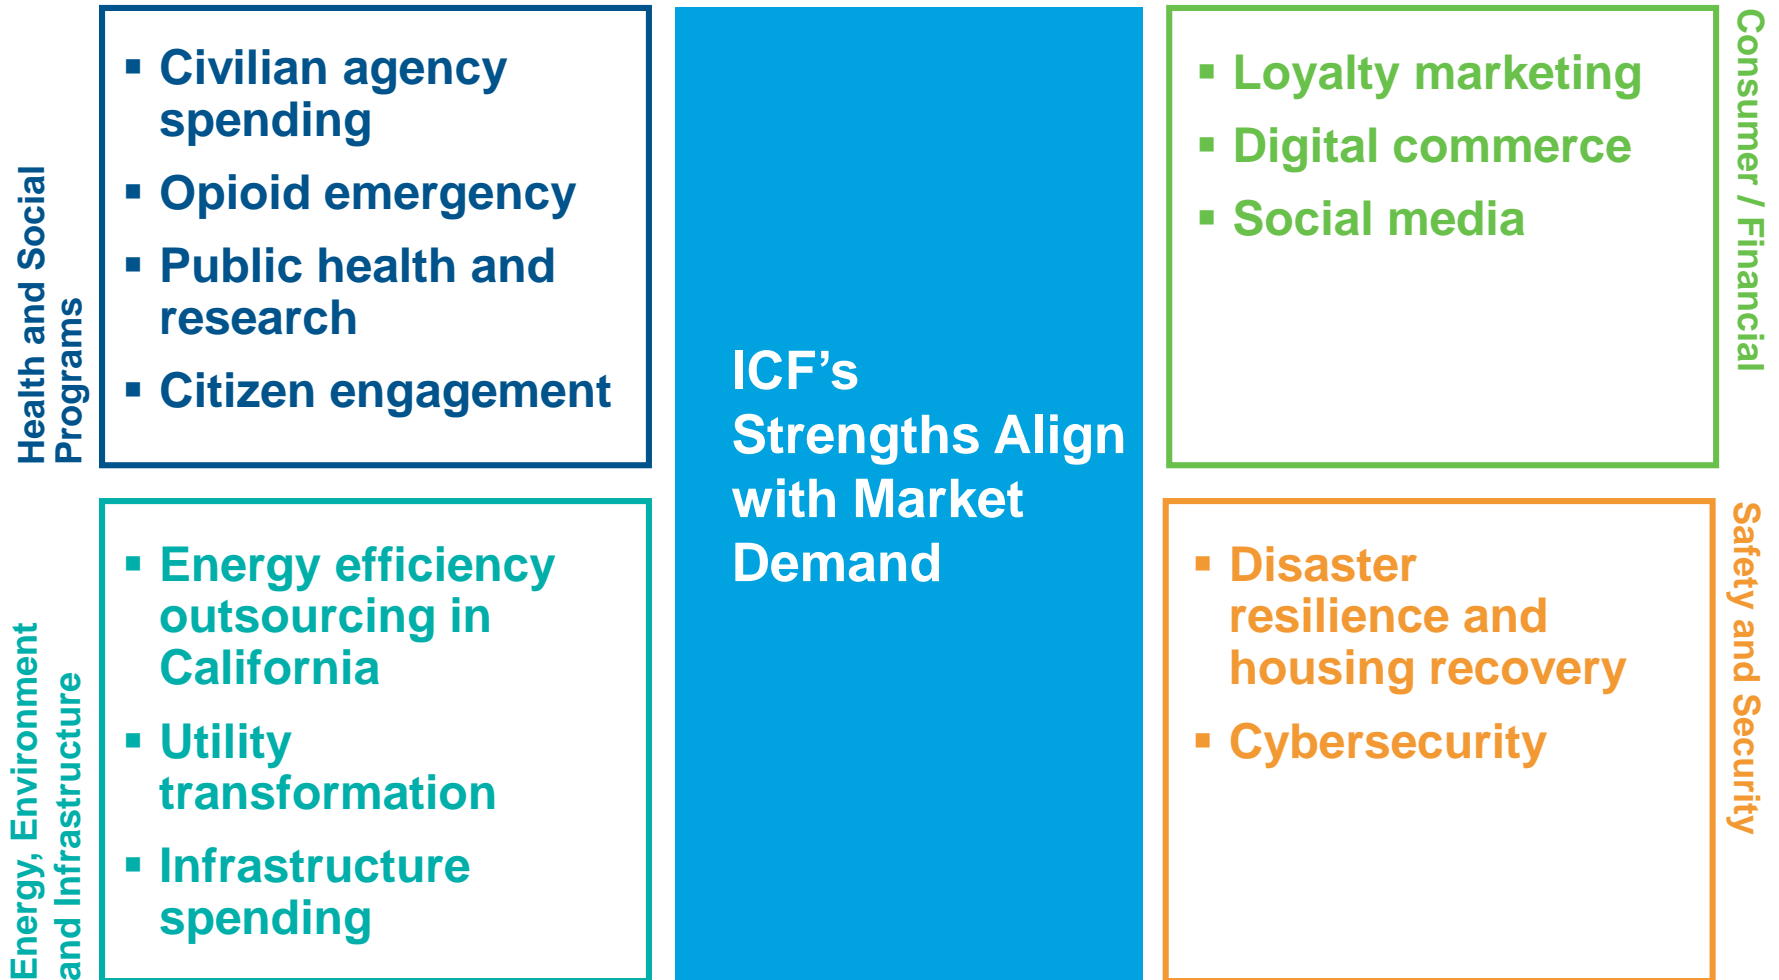 Health and Social
Programs
▪ Civilian agency
spending
▪ Opioid emergency
▪ Public health and
research
▪ Citizen engagement
Energy, Environment
and Infrastructure
▪ Energy efficiency
outsourcing in
California
▪ Utility
transformation
▪ Infrastructure
spending
ICF’s
Strengths Align
with Market
Demand
▪ Loyalty marketing
▪ Digital commerce
▪ Social media
Consumer / Financial
▪ Disaster
resilience and
housing recovery
▪ Cybersecurity
Safety and Security